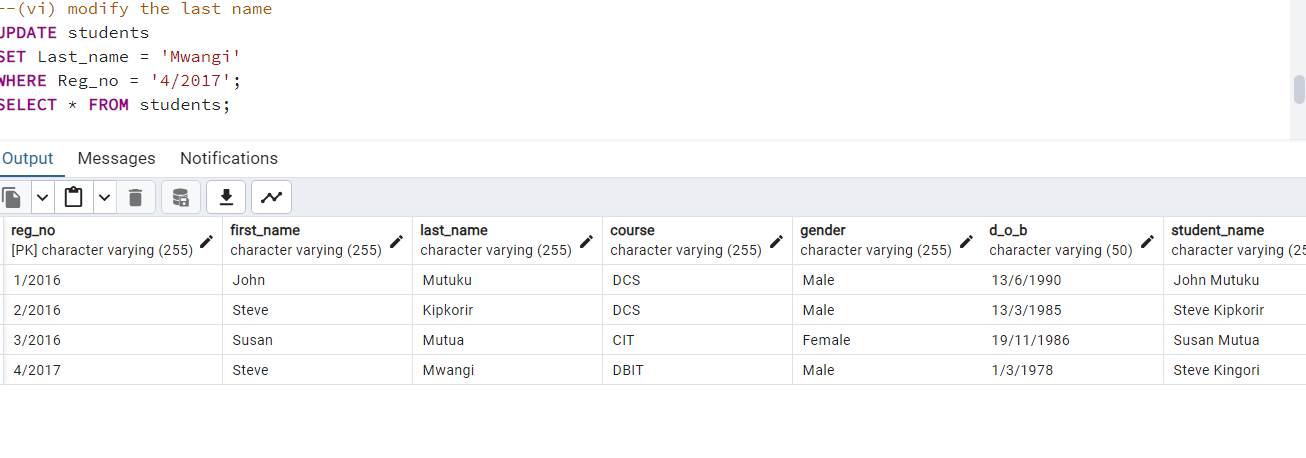 --(vi) modify the last name
UPDATE students
SET Last_name = 'Mwangi'
WHERE Reg_no = '4/2017';
SELECT * FROM students;
Output Messages Notifications
reg_no first_name last_name course gender d_o_b student_name
[PK] character varying (255) character varying (255) character varying (255) character varying (255) character varying (255) character varying (50) character varying (25
1/2016 John Mutuku DCS Male 13/6/1990 John Mutuku
2/2016 Steve Kipkorir DCS Male 13/3/1985 Steve Kipkorir
3/2016 Susan Mutua CIT Female 19/11/1986 Susan Mutua
4/2017 Steve Mwangi DBIT Male 1/3/1978 Steve Kingori